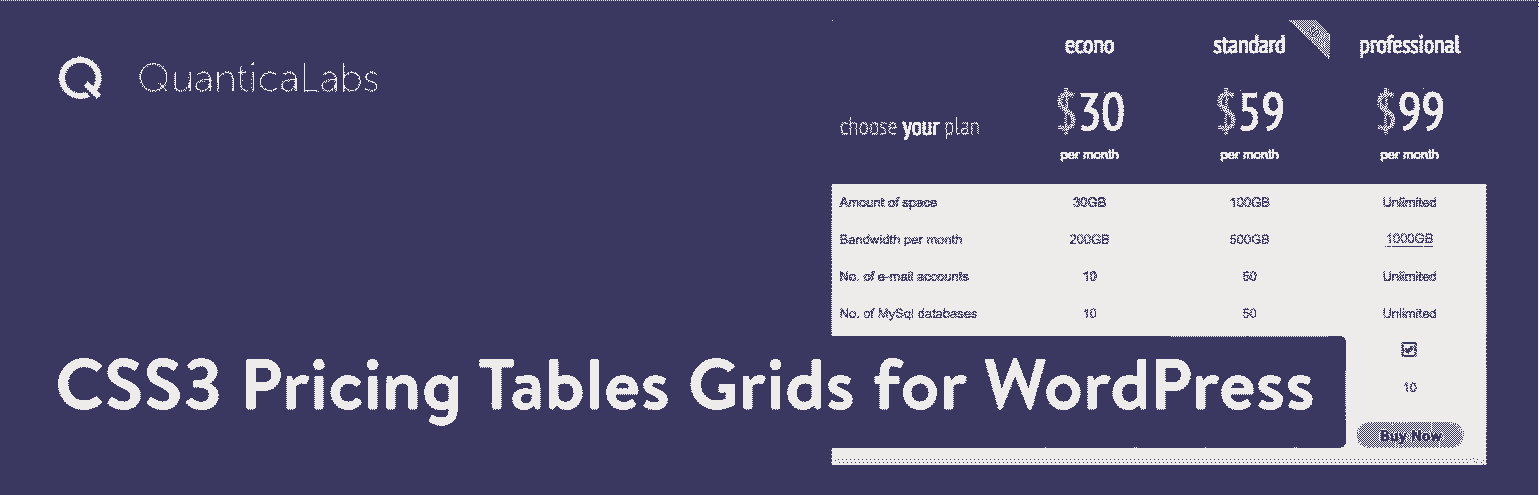 Q QuanticaLabs
econo standard professional
choose your plan $30 $59 $99
per month per month per month
Amount of space 30GB 100GB Unlimited
Bandwidth per month 200GB 500GB 1000GB
No. of e-mail accounts 10 50 Unlimited
No. of MySql databases 10 50 Unlimited
CSS3 Pricing Tables Grids for WordPress
10
Buy Now